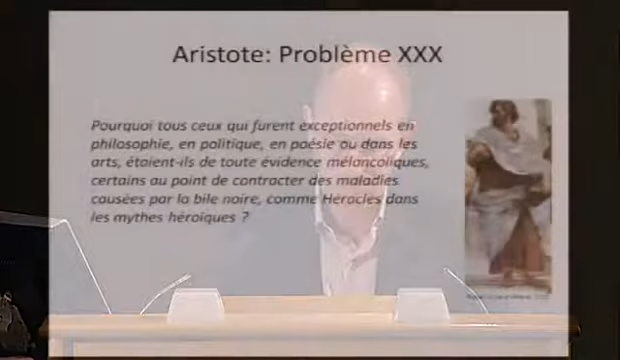 Aristote: Problème XXX
Pourquoi tous ceux qui furent exceptionnels en
philosophie, en politique, en poésie ou dans les
arts, étaient-ils de toute évidence mélancoliques,
certains au point de contracter des maladies
causées par la bile noire, comme Héraclès dans
les mythes héroïques ?